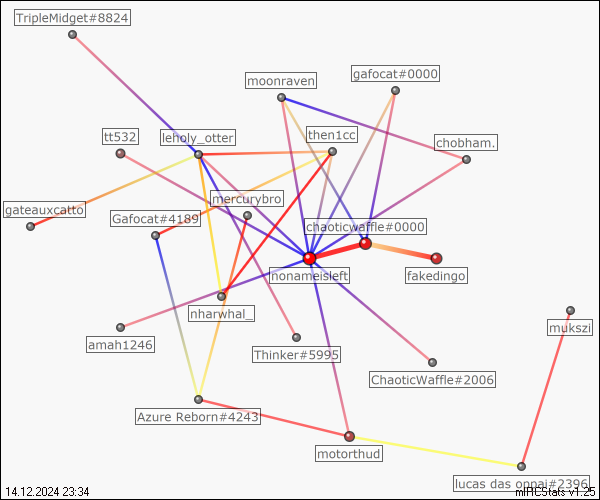 TripleMidget#8824
gafocat#0000
moonraven
then1cc
tt532
leholy_otter
chobham.
mercurybro
gateauxcatto
Gafocat#4189
chaoticwaffle#0000
nonameisleft
fakedingo
nharwhal_
mukszi
amah1246
Thinker#5995
ChaoticWaffle#2006
Azure Reborn#4243
motorthud
lucas das oppai#2396
14.12.2024 23:34
mIRCStats v1.25